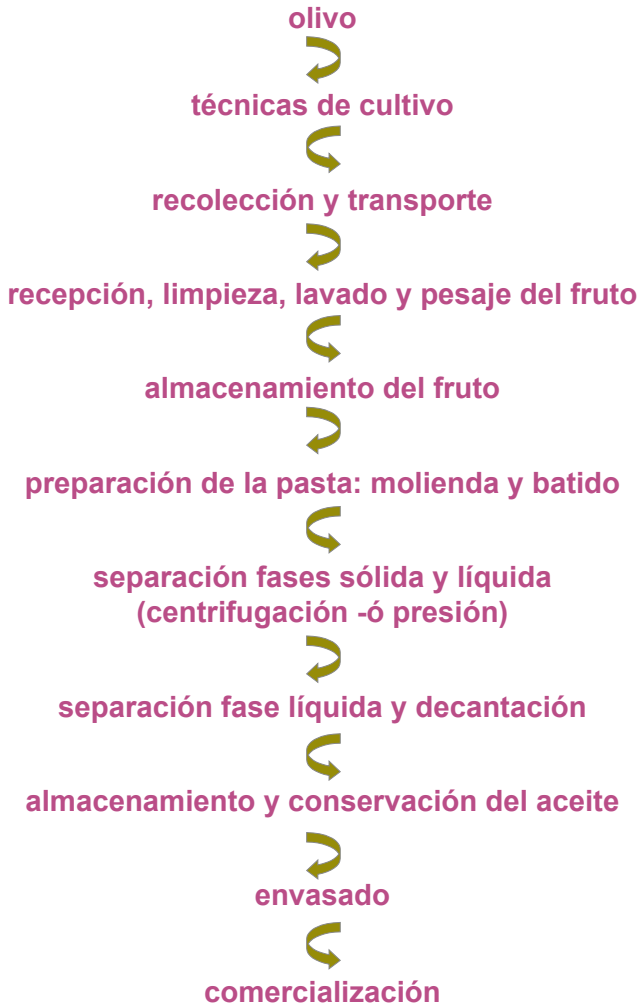 olivo
técnicas de cultivo
recolección y transporte
recepción, limpieza, lavado y pesaje del fruto
almacenamiento del fruto
preparación de la pasta: molienda y batido
separación fases sólida y líquida
(centrifugación -ó presión)
separación fase líquida y decantación
almacenamiento y conservación del aceite
envasado
comercialización